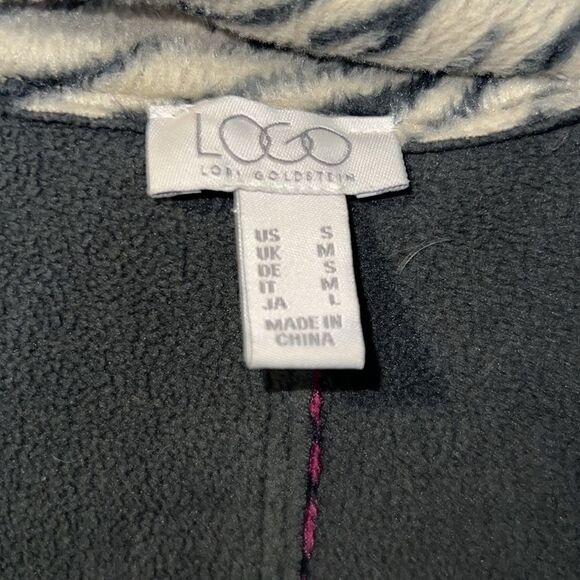 LOGO
LORI GOLDSTEIN
US S
UK M
DE S
IT M
JA L
MADE IN
CHINA